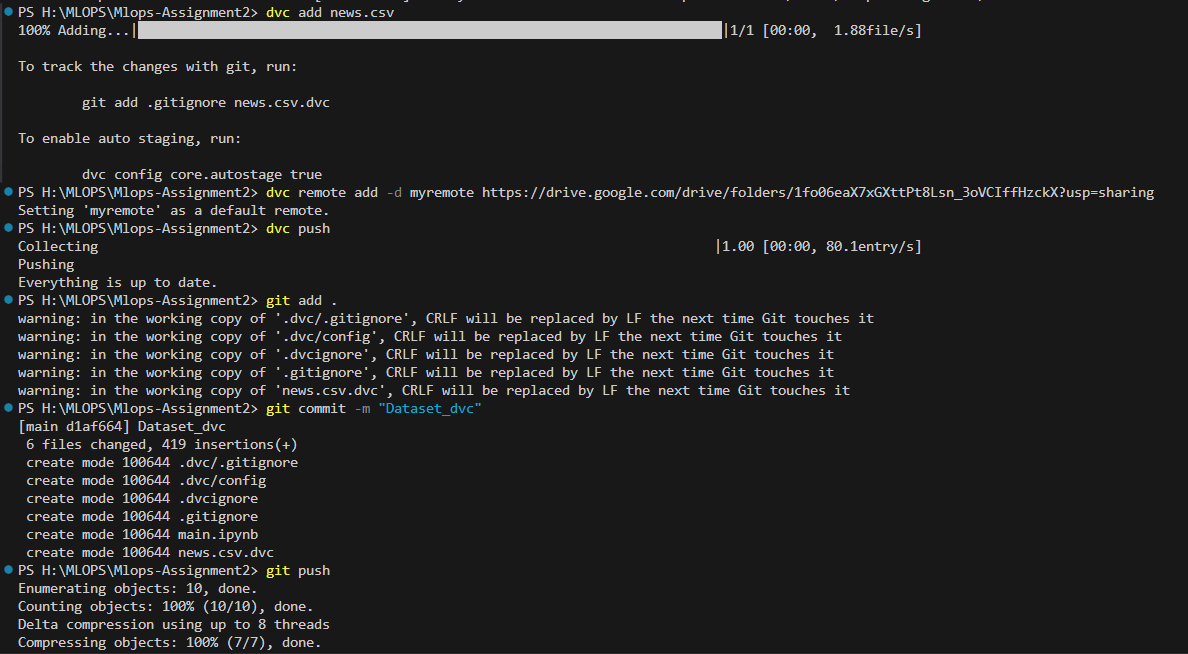 PS H:\MLOPS\Mlops-Assignment2> dvc add news.csv
100% Adding...| |1/1 [00:00, 1.88file/s]
To track the changes with git, run:
git add .gitignore news.csv.dvc
To enable auto staging, run:
dvc config core.autostage true
PS H:\MLOPS\Mlops-Assignment2> dvc remote add -d myremote https://drive.google.com/drive/folders/1fo06eaX7xGXttPt8Lsn_3oVCIffHzckX?usp=sharing
Setting 'myremote' as a default remote.
PS H:\MLOPS\Mlops-Assignment2> dvc push
Collecting |1.00 [00:00, 80.1entry/s]
Pushing
Everything is up to date.
PS H:\MLOPS\Mlops-Assignment2> git add .
warning: in the working copy of '.dvc/.gitignore', CRLF will be replaced by LF the next time Git touches it
warning: in the working copy of '.dvc/config', CRLF will be replaced by LF the next time Git touches it
warning: in the working copy of '.dvcignore', CRLF will be replaced by LF the next time Git touches it
warning: in the working copy of '.gitignore', CRLF will be replaced by LF the next time Git touches it
warning: in the working copy of 'news.csv.dvc', CRLF will be replaced by LF the next time Git touches it
PS H:\MLOPS\Mlops-Assignment2> git commit -m "Dataset_dvc"
[main d1af664] Dataset_dvc
6 files changed, 419 insertions(+)
create mode 100644 .dvc/.gitignore
create mode 100644 .dvc/config
create mode 100644 .dvcignore
create mode 100644 .gitignore
create mode 100644 main.ipynb
create mode 100644 news.csv.dvc
PS H:\MLOPS\Mlops-Assignment2> git push
Enumerating objects: 10, done.
Counting objects: 100% (10/10), done.
Delta compression using up to 8 threads
Compressing objects: 100% (7/7), done.